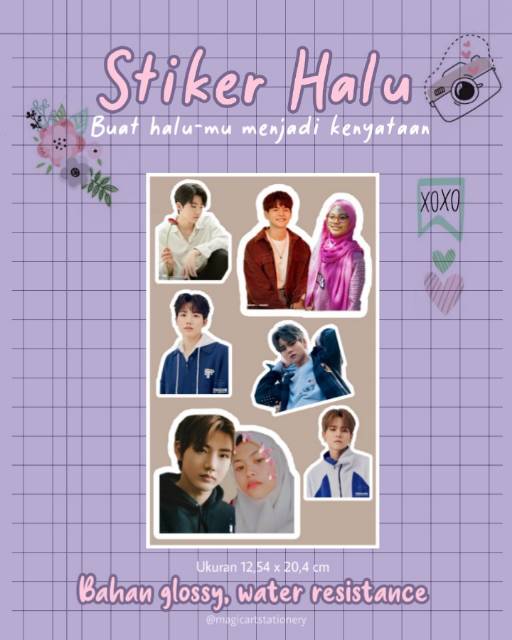 Stiker Halu
Buat halu-mu menjadi kenyataan
XOXO
Ukuran 12,54 x 20,4 cm
Bahan glossy, water resistance
@magicartstationery